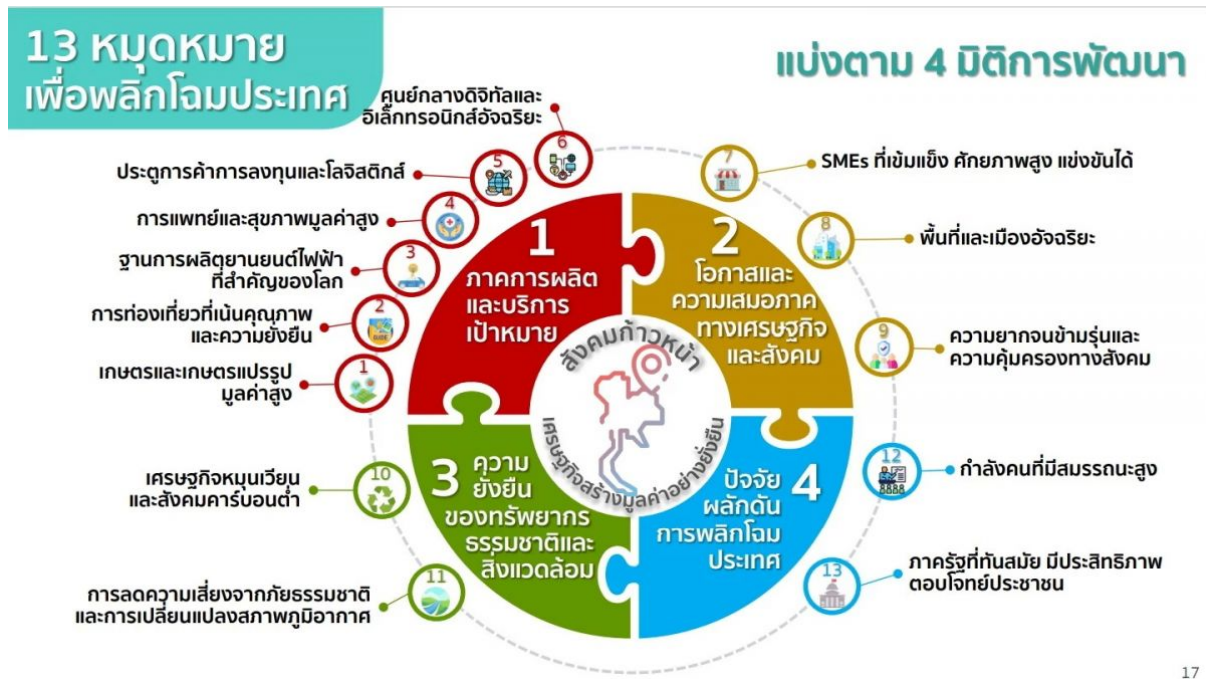 13 หมุดหมาย
เพื่อพลิกโฉมประเทศ
แบ่งตาม 4 มิติการพัฒนา
6
ศูนย์กลางดิจิทัลและ
อิเล็กทรอนิกส์อัจฉริยะ
5
ประตูการค้าการลงทุนและโลจิสติกส์
4
การแพทย์และสุขภาพมูลค่าสูง
3
ฐานการผลิตยานยนต์ไฟฟ้า
ที่สำคัญของโลก
2
การท่องเที่ยวที่เน้นคุณภาพ
และความยั่งยืน
1
เกษตรและเกษตรแปรรูป
มูลค่าสูง
1
ภาคการผลิต
และบริการ
เป้าหมาย
2
โอกาสและ
ความเสมอภาค
ทางเศรษฐกิจ
และสังคม
7
SMEs ที่เข้มแข็ง ศักยภาพสูง แข่งขันได้
8
พื้นที่และเมืองอัจฉริยะ
9
ความยากจนข้ามรุ่นและ
ความคุ้มครองทางสังคม
สังคมก้าวหน้า
เศรษฐกิจสร้างมูลค่าอย่างยั่งยืน
3 ความ
ยั่งยืน
ของทรัพยากร
ธรรมชาติและ
สิ่งแวดล้อม
10
เศรษฐกิจหมุนเวียน
และสังคมคาร์บอนต่ำ
11
การลดความเสี่ยงจากภัยธรรมชาติ
และการเปลี่ยนแปลงสภาพภูมิอากาศ
ปัจจัย 4
ผลักดัน
การพลิกโฉม
ประเทศ
12
กำลังคนที่มีสมรรถนะสูง
13
ภาครัฐที่ทันสมัย มีประสิทธิภาพ
ตอบโจทย์ประชาชน
17